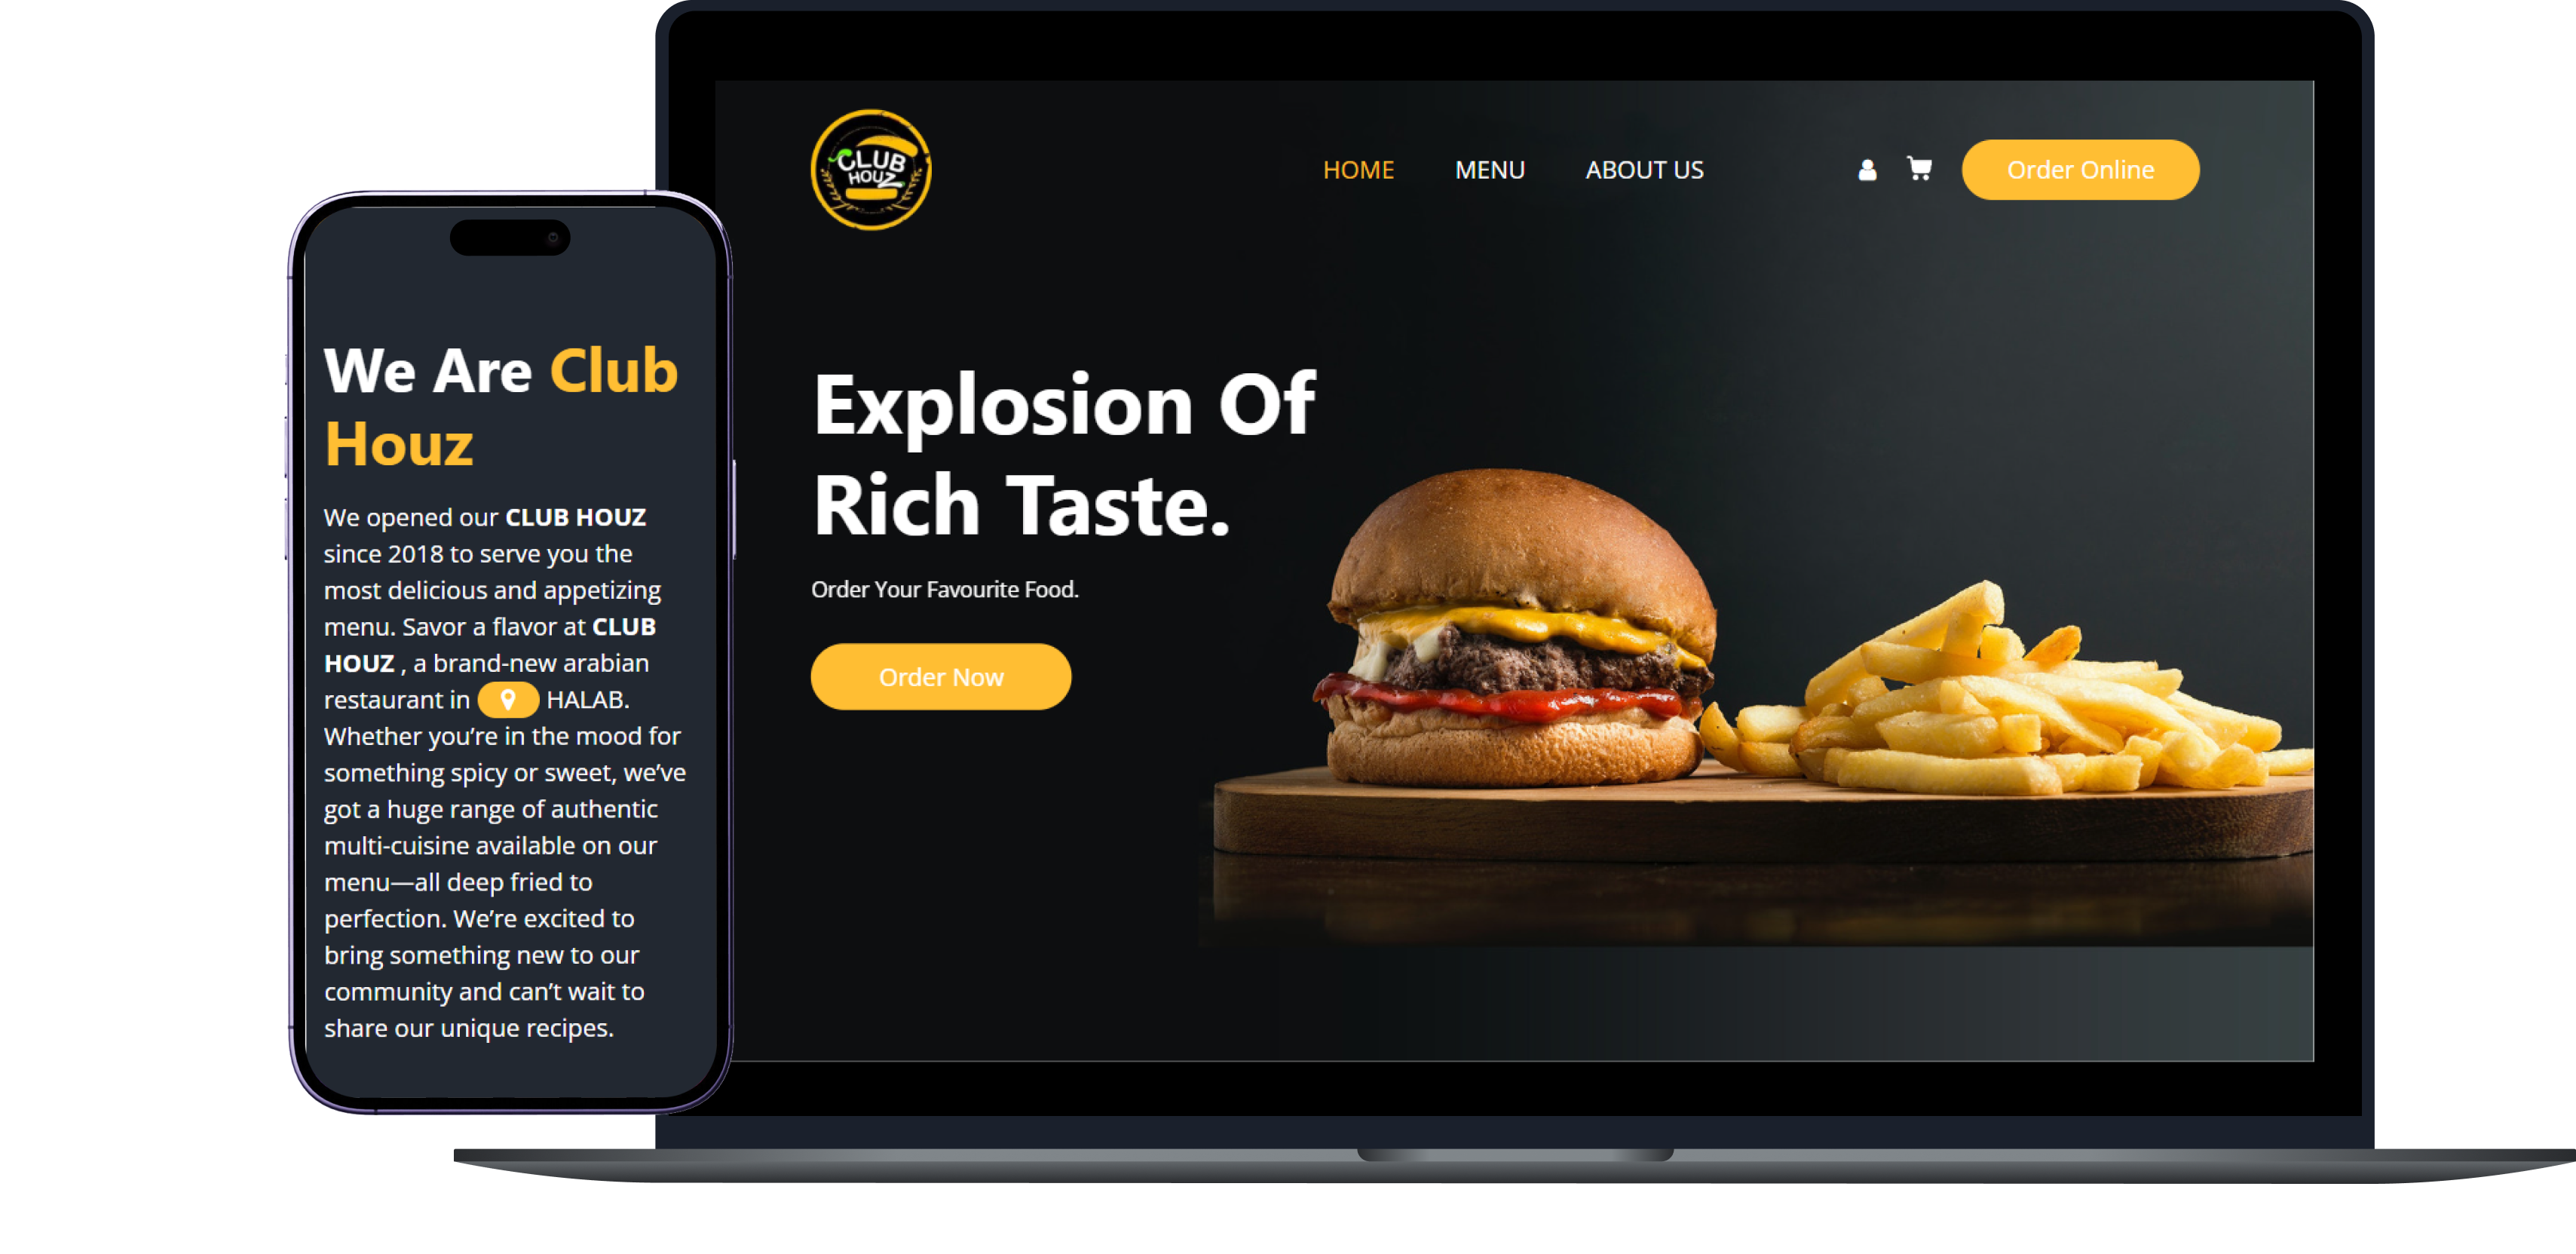 CLUB
HOUZ
HOME MENU ABOUT US Order Online
Explosion Of
Rich Taste.
Order Your Favourite Food.
Order Now
We Are Club
Houz
We opened our CLUB HOUZ
since 2018 to serve you the
most delicious and appetizing
menu. Savor a flavor at CLUB
HOUZ , a brand-new arabian
restaurant in HALAB.
Whether you’re in the mood for
something spicy or sweet, we’ve
got a huge range of authentic
multi-cuisine available on our
menu—all deep fried to
perfection. We’re excited to
bring something new to our
community and can’t wait to
share our unique recipes.